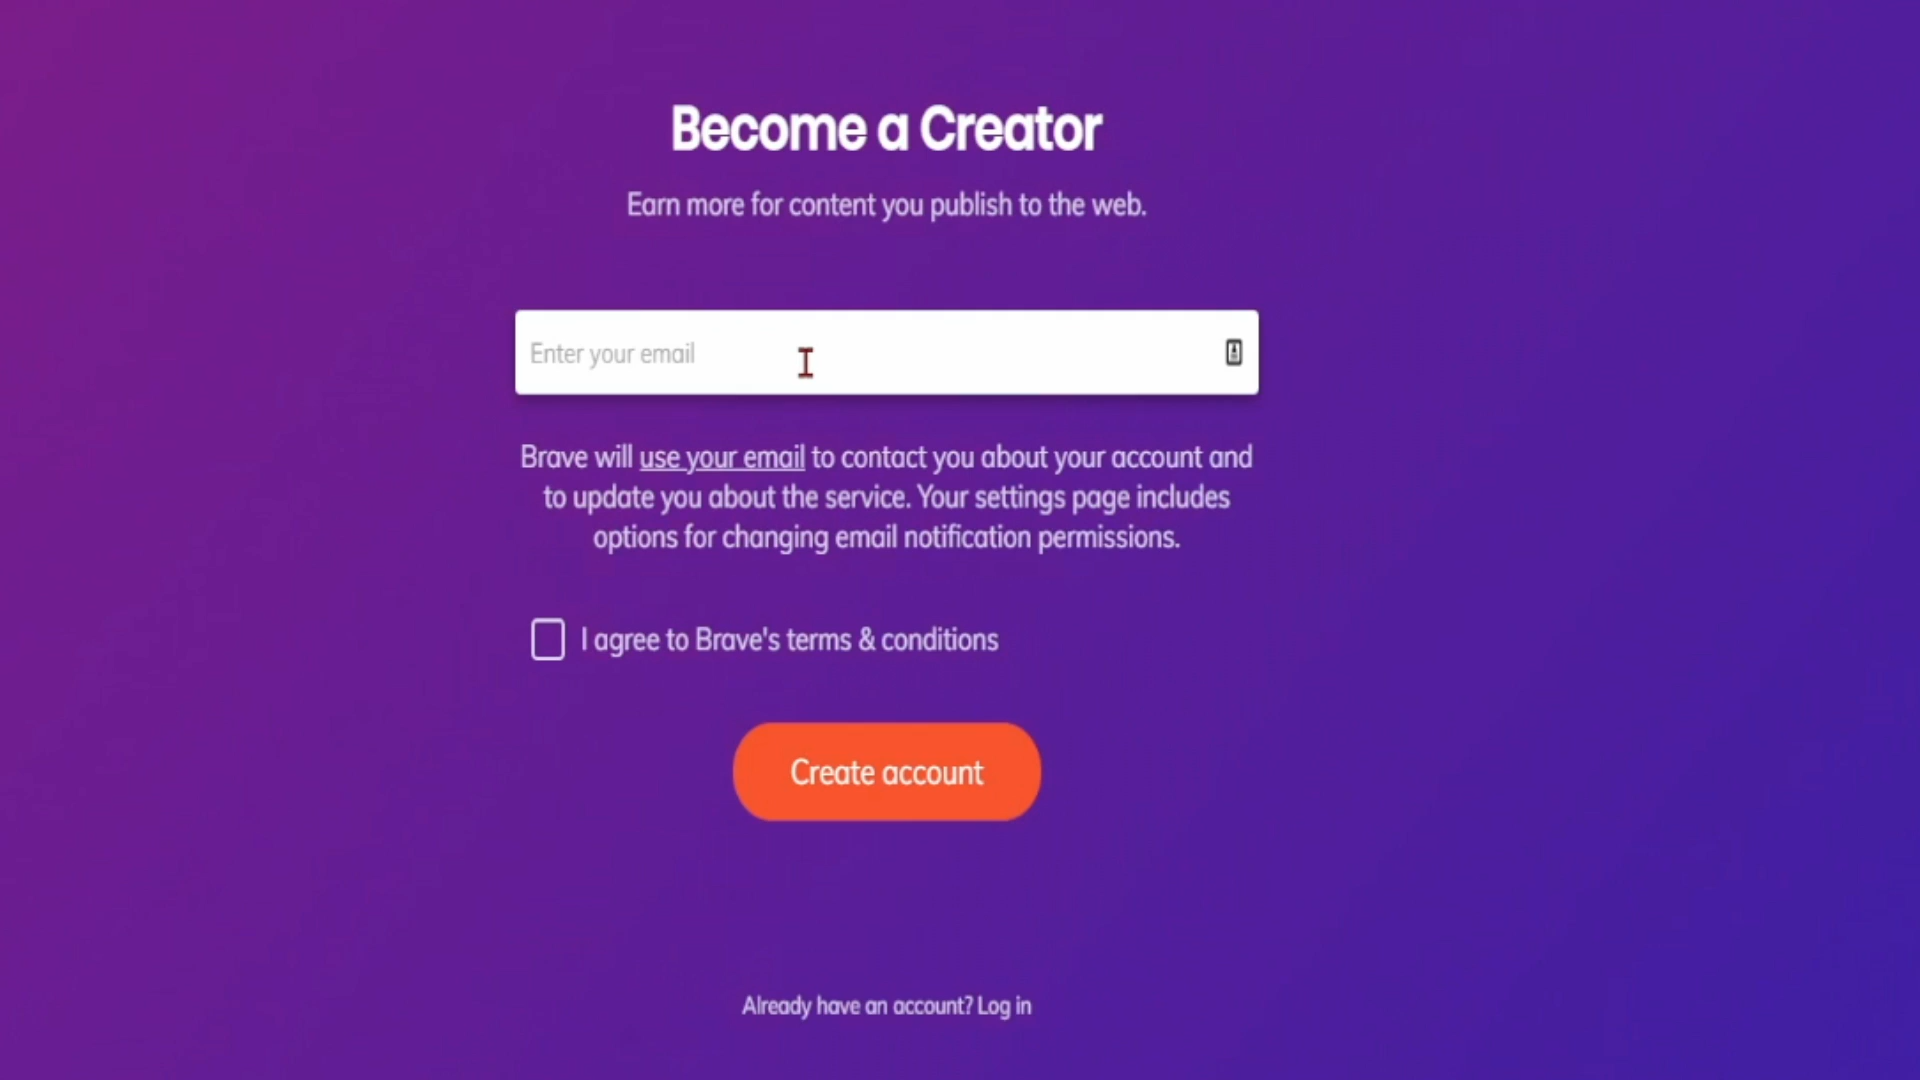 Become a Creator
Earn more for content you publish to the web.
Enter your email
Brave will use your email to contact you about your account and
to update you about the service. Your settings page includes
options for changing email notification permissions.
I agree to Brave's terms & conditions
Create account
Already have an account? Log in